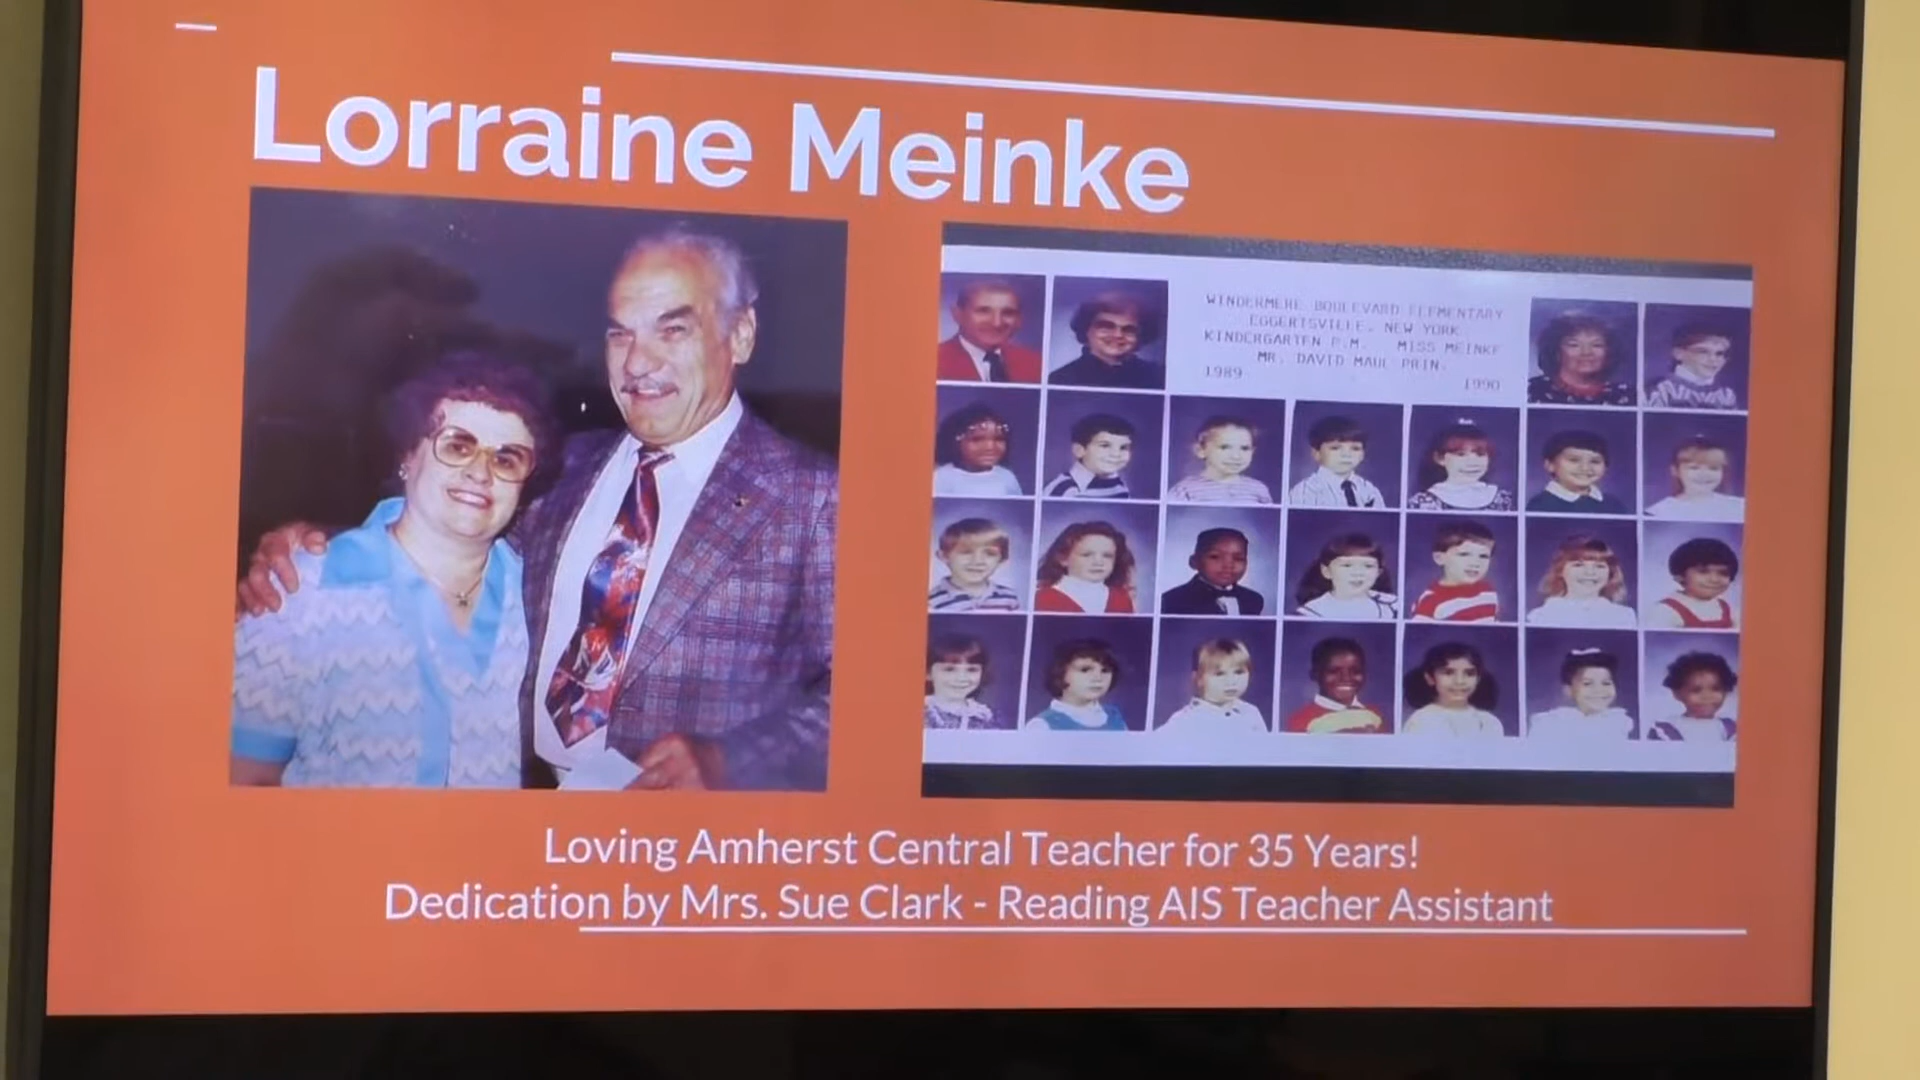 Lorraine Meinke
WINDERMERE BOULEVARD ELEMENTARY
EGGERTSVILLE, NEW YORK
KINDERGARTEN P.M. MISS MEINKE
MR. DAVID MAUL PRIN.
1989 1990
Loving Amherst Central Teacher for 35 Years!
Dedication by Mrs. Sue Clark - Reading AIS Teacher Assistant